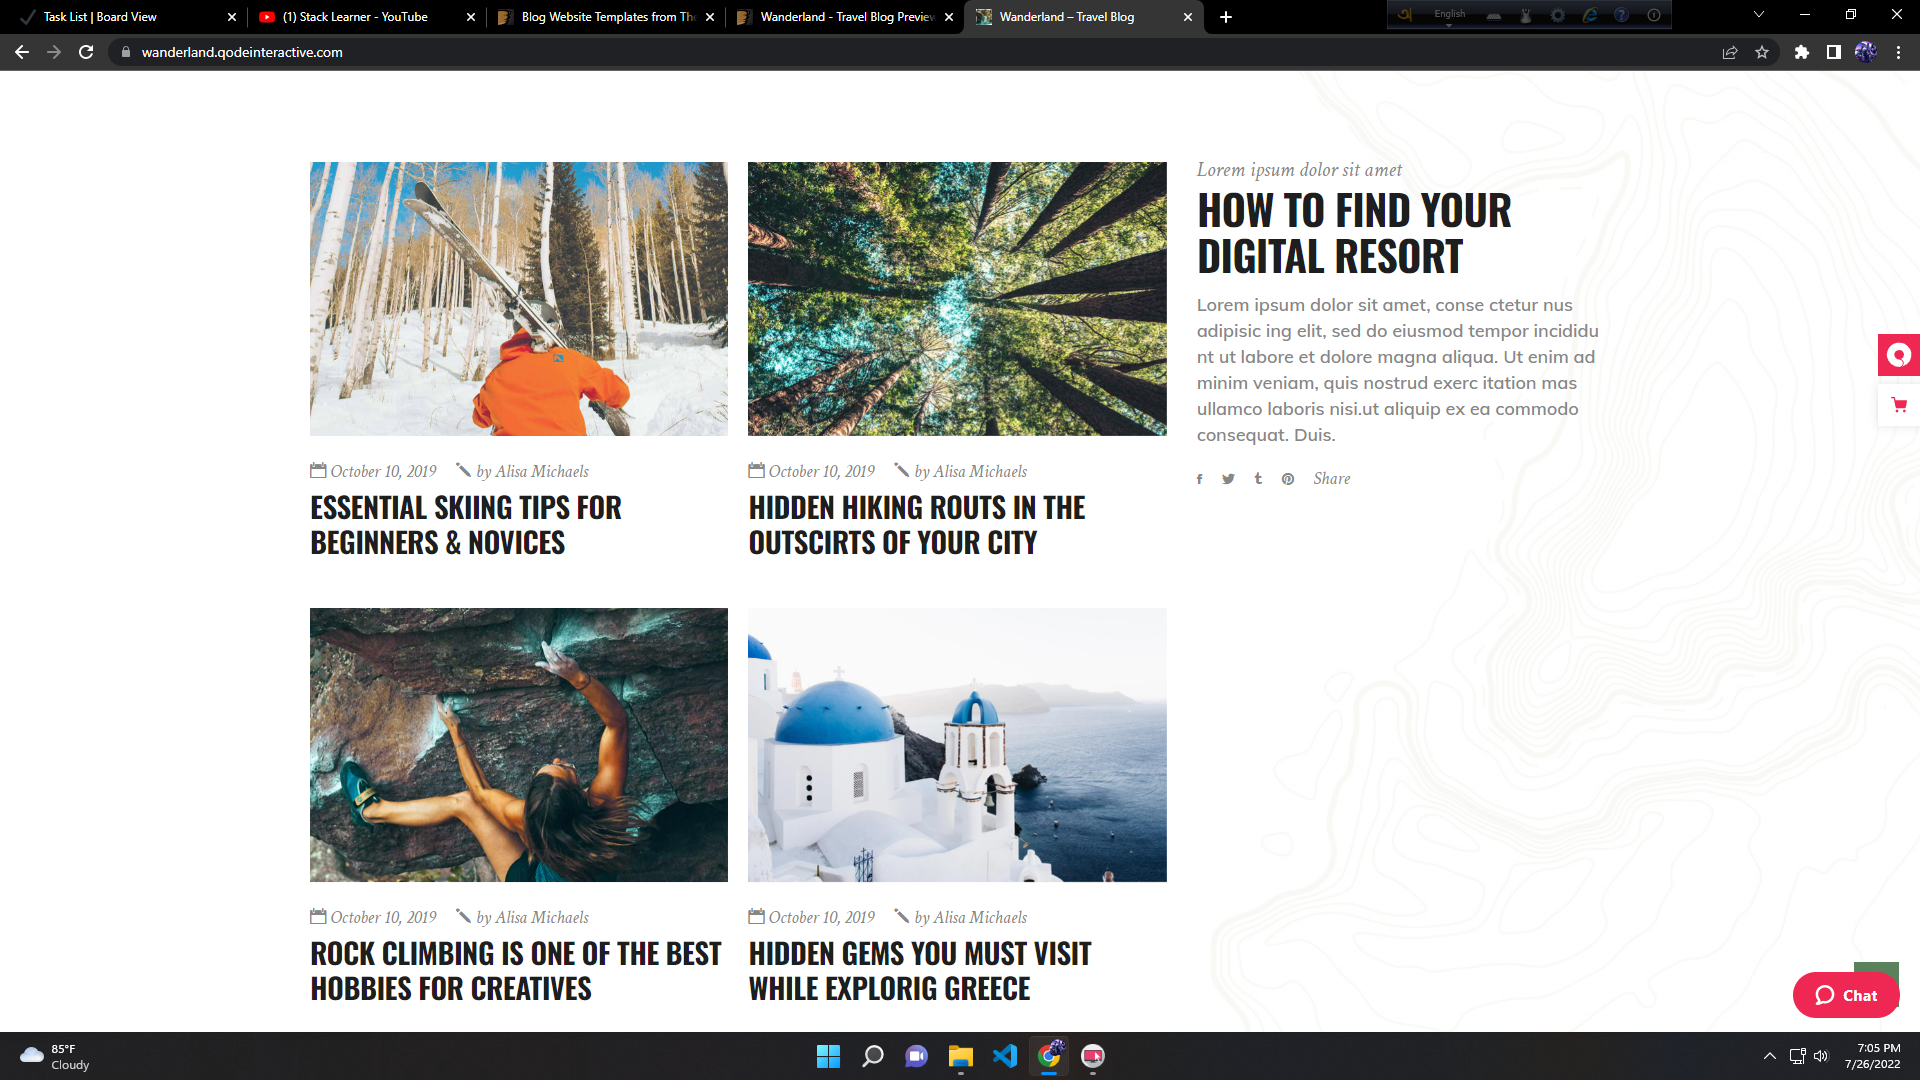 Task List | Board View
(1) Stack Learner - YouTube
Blog Website Templates from The
Wanderland - Travel Blog Preview
Wanderland – Travel Blog
English
wanderland.qodeinteractive.com
October 10, 2019 by Alisa Michaels
ESSENTIAL SKIING TIPS FOR
BEGINNERS & NOVICES
October 10, 2019 by Alisa Michaels
HIDDEN HIKING ROUTS IN THE
OUTSCIRTS OF YOUR CITY
Lorem ipsum dolor sit amet
HOW TO FIND YOUR
DIGITAL RESORT
Lorem ipsum dolor sit amet, conse ctetur nus
adipisic ing elit, sed do eiusmod tempor incididu
nt ut labore et dolore magna aliqua. Ut enim ad
minim veniam, quis nostrud exerc itation mas
ullamco laboris nisi.ut aliquip ex ea commodo
consequat. Duis.
Share
October 10, 2019 by Alisa Michaels
ROCK CLIMBING IS ONE OF THE BEST
HOBBIES FOR CREATIVES
October 10, 2019 by Alisa Michaels
HIDDEN GEMS YOU MUST VISIT
WHILE EXPLORIG GREECE
Chat
85°F
Cloudy
7:05 PM
7/26/2022